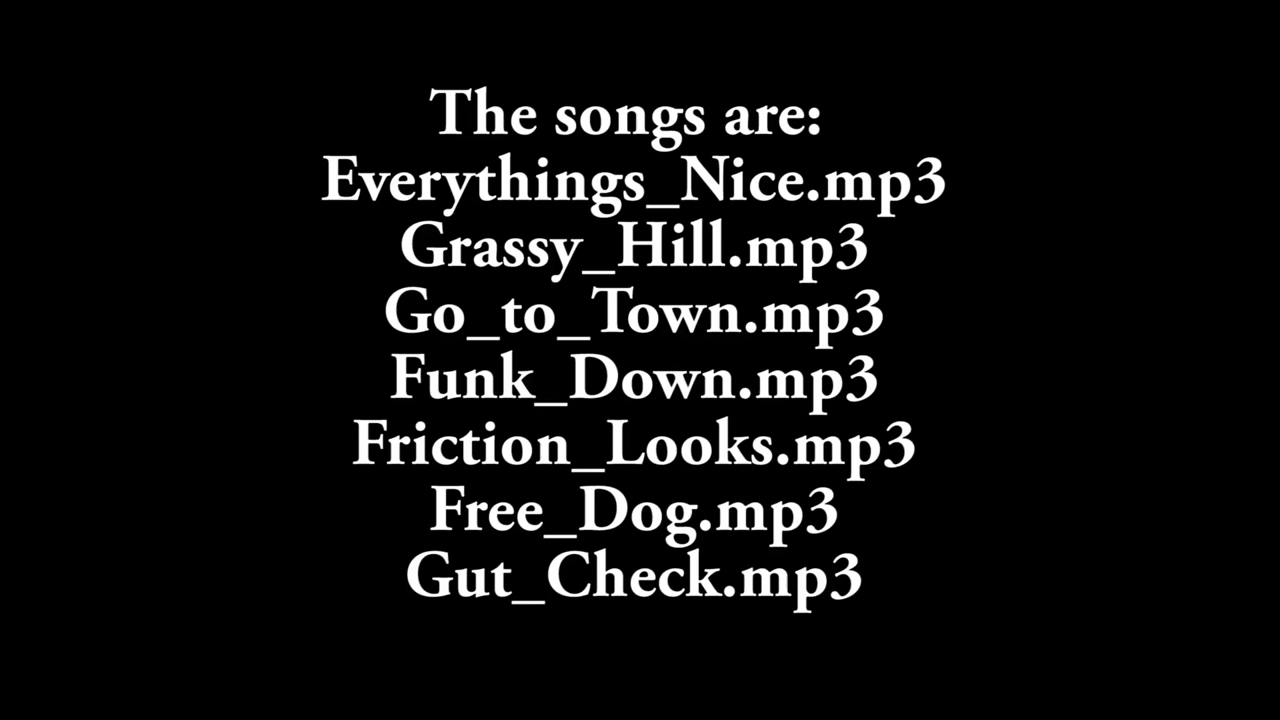 The songs are:
Everythings_Nice.mp3
Grassy_Hill.mp3
Go_to_Town.mp3
Funk_Down.mp3
Friction_Looks.mp3
Free_Dog.mp3
Gut_Check.mp3